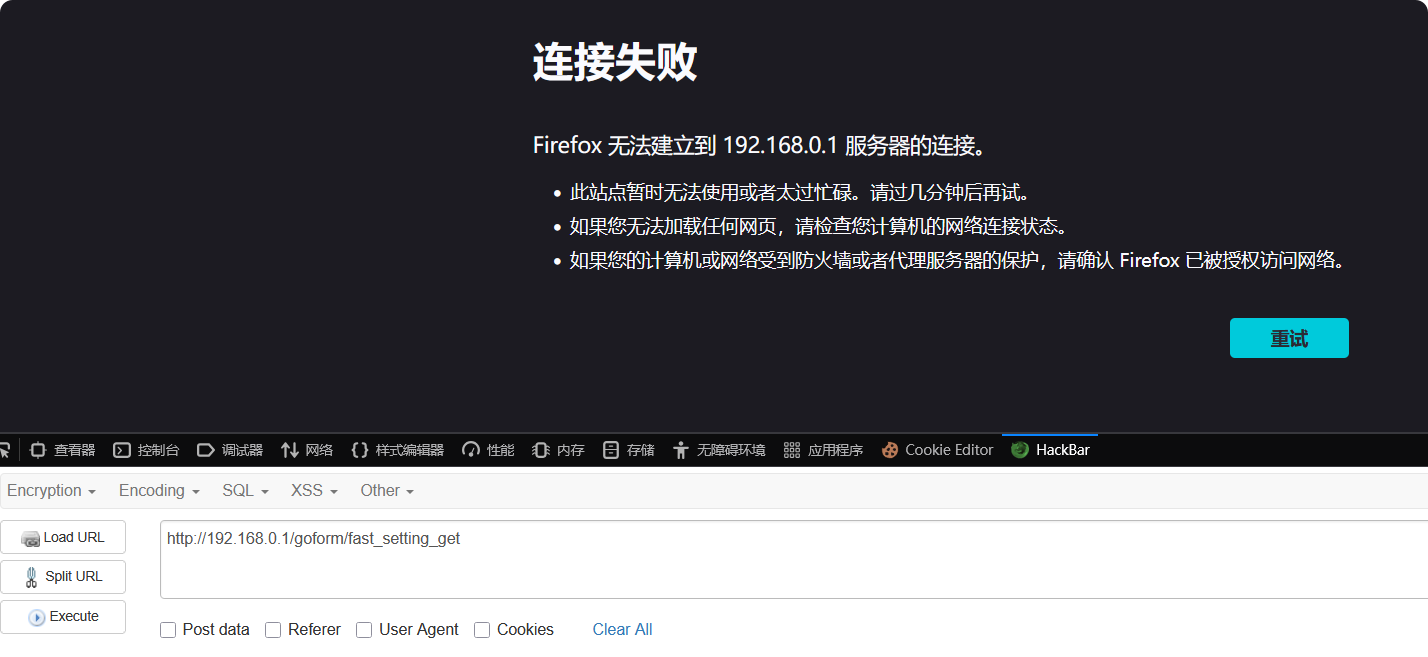 连接失败
Firefox 无法建立到 192.168.0.1 服务器的连接。
此站点暂时无法使用或者太过忙碌。请过几分钟后再试。
如果您无法加载任何网页，请检查您计算机的网络连接状态。
如果您的计算机或网络受到防火墙或者代理服务器的保护，请确认 Firefox 已被授权访问网络。
重试
查看器 控制台 调试器 网络 样式编辑器 性能 内存 存储 无障碍环境 应用程序 Cookie Editor HackBar
Encryption Encoding SQL XSS Other
Load URL http://192.168.0.1/goform/fast_setting_get
Split URL
Execute
Post data Referer User Agent Cookies Clear All